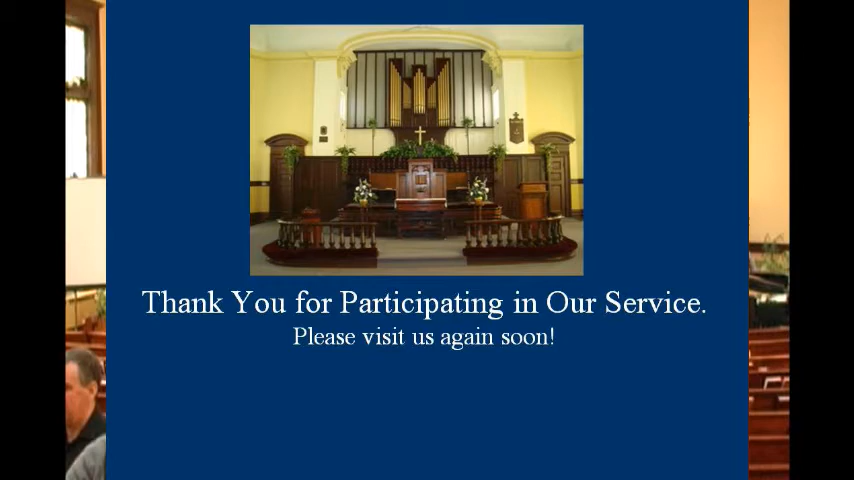 Thank You for Participating in Our Service.
Please visit us again soon!